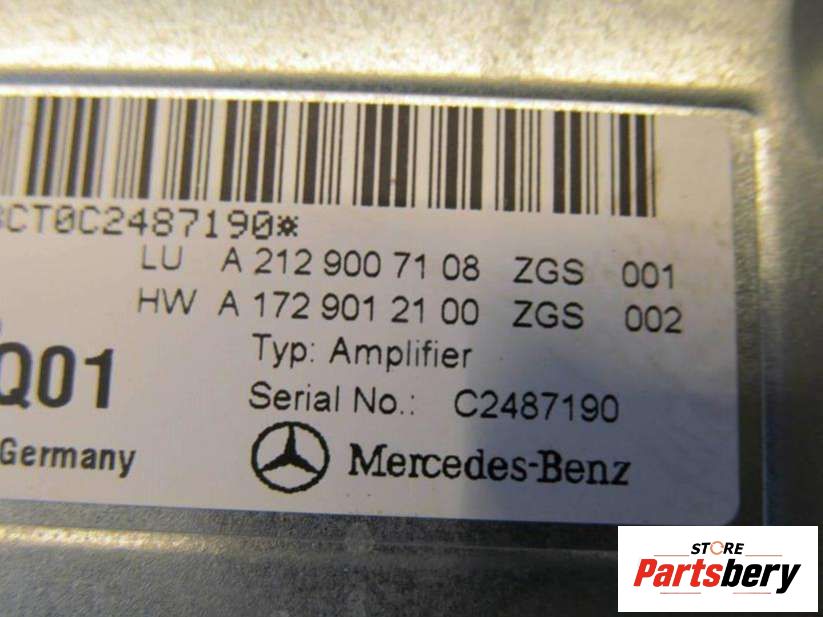 CT0C2487190*
LU A 212 900 71 08 ZGS 001
HW A 172 901 21 00 ZGS 002
Typ: Amplifier
Q01
Serial No.: C2487190
Germany
Mercedes-Benz
STORE
Partsbery